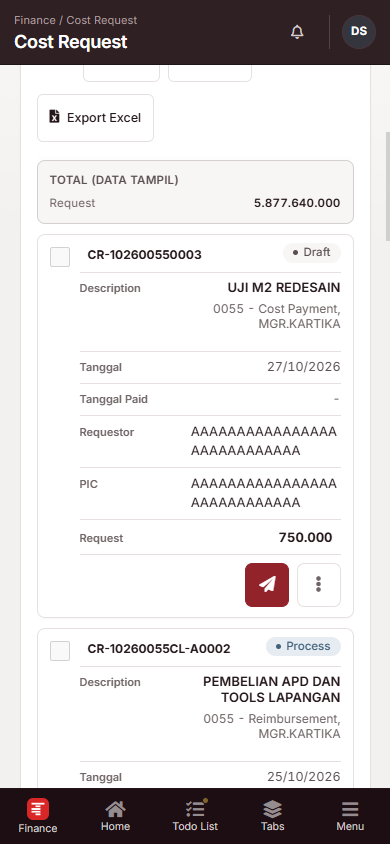 Finance / Cost Request
Cost Request
DS
Export Excel
TOTAL (DATA TAMPIL)
Request 5.877.640.000
CR-102600550003 Draft
Description UJI M2 REDESAIN
0055 - Cost Payment,
MGR.KARTIKA
Tanggal 27/10/2026
Tanggal Paid -
Requestor AAAAAAAAAAAAAAAA
AAAAAAAAAAAA
PIC AAAAAAAAAAAAAAAA
AAAAAAAAAAAA
Request 750.000
CR-10260055CL-A0002 Process
Description PEMBELIAN APD DAN
TOOLS LAPANGAN
0055 - Reimbursement,
MGR.KARTIKA
Tanggal 25/10/2026
Finance Home Todo List Tabs Menu